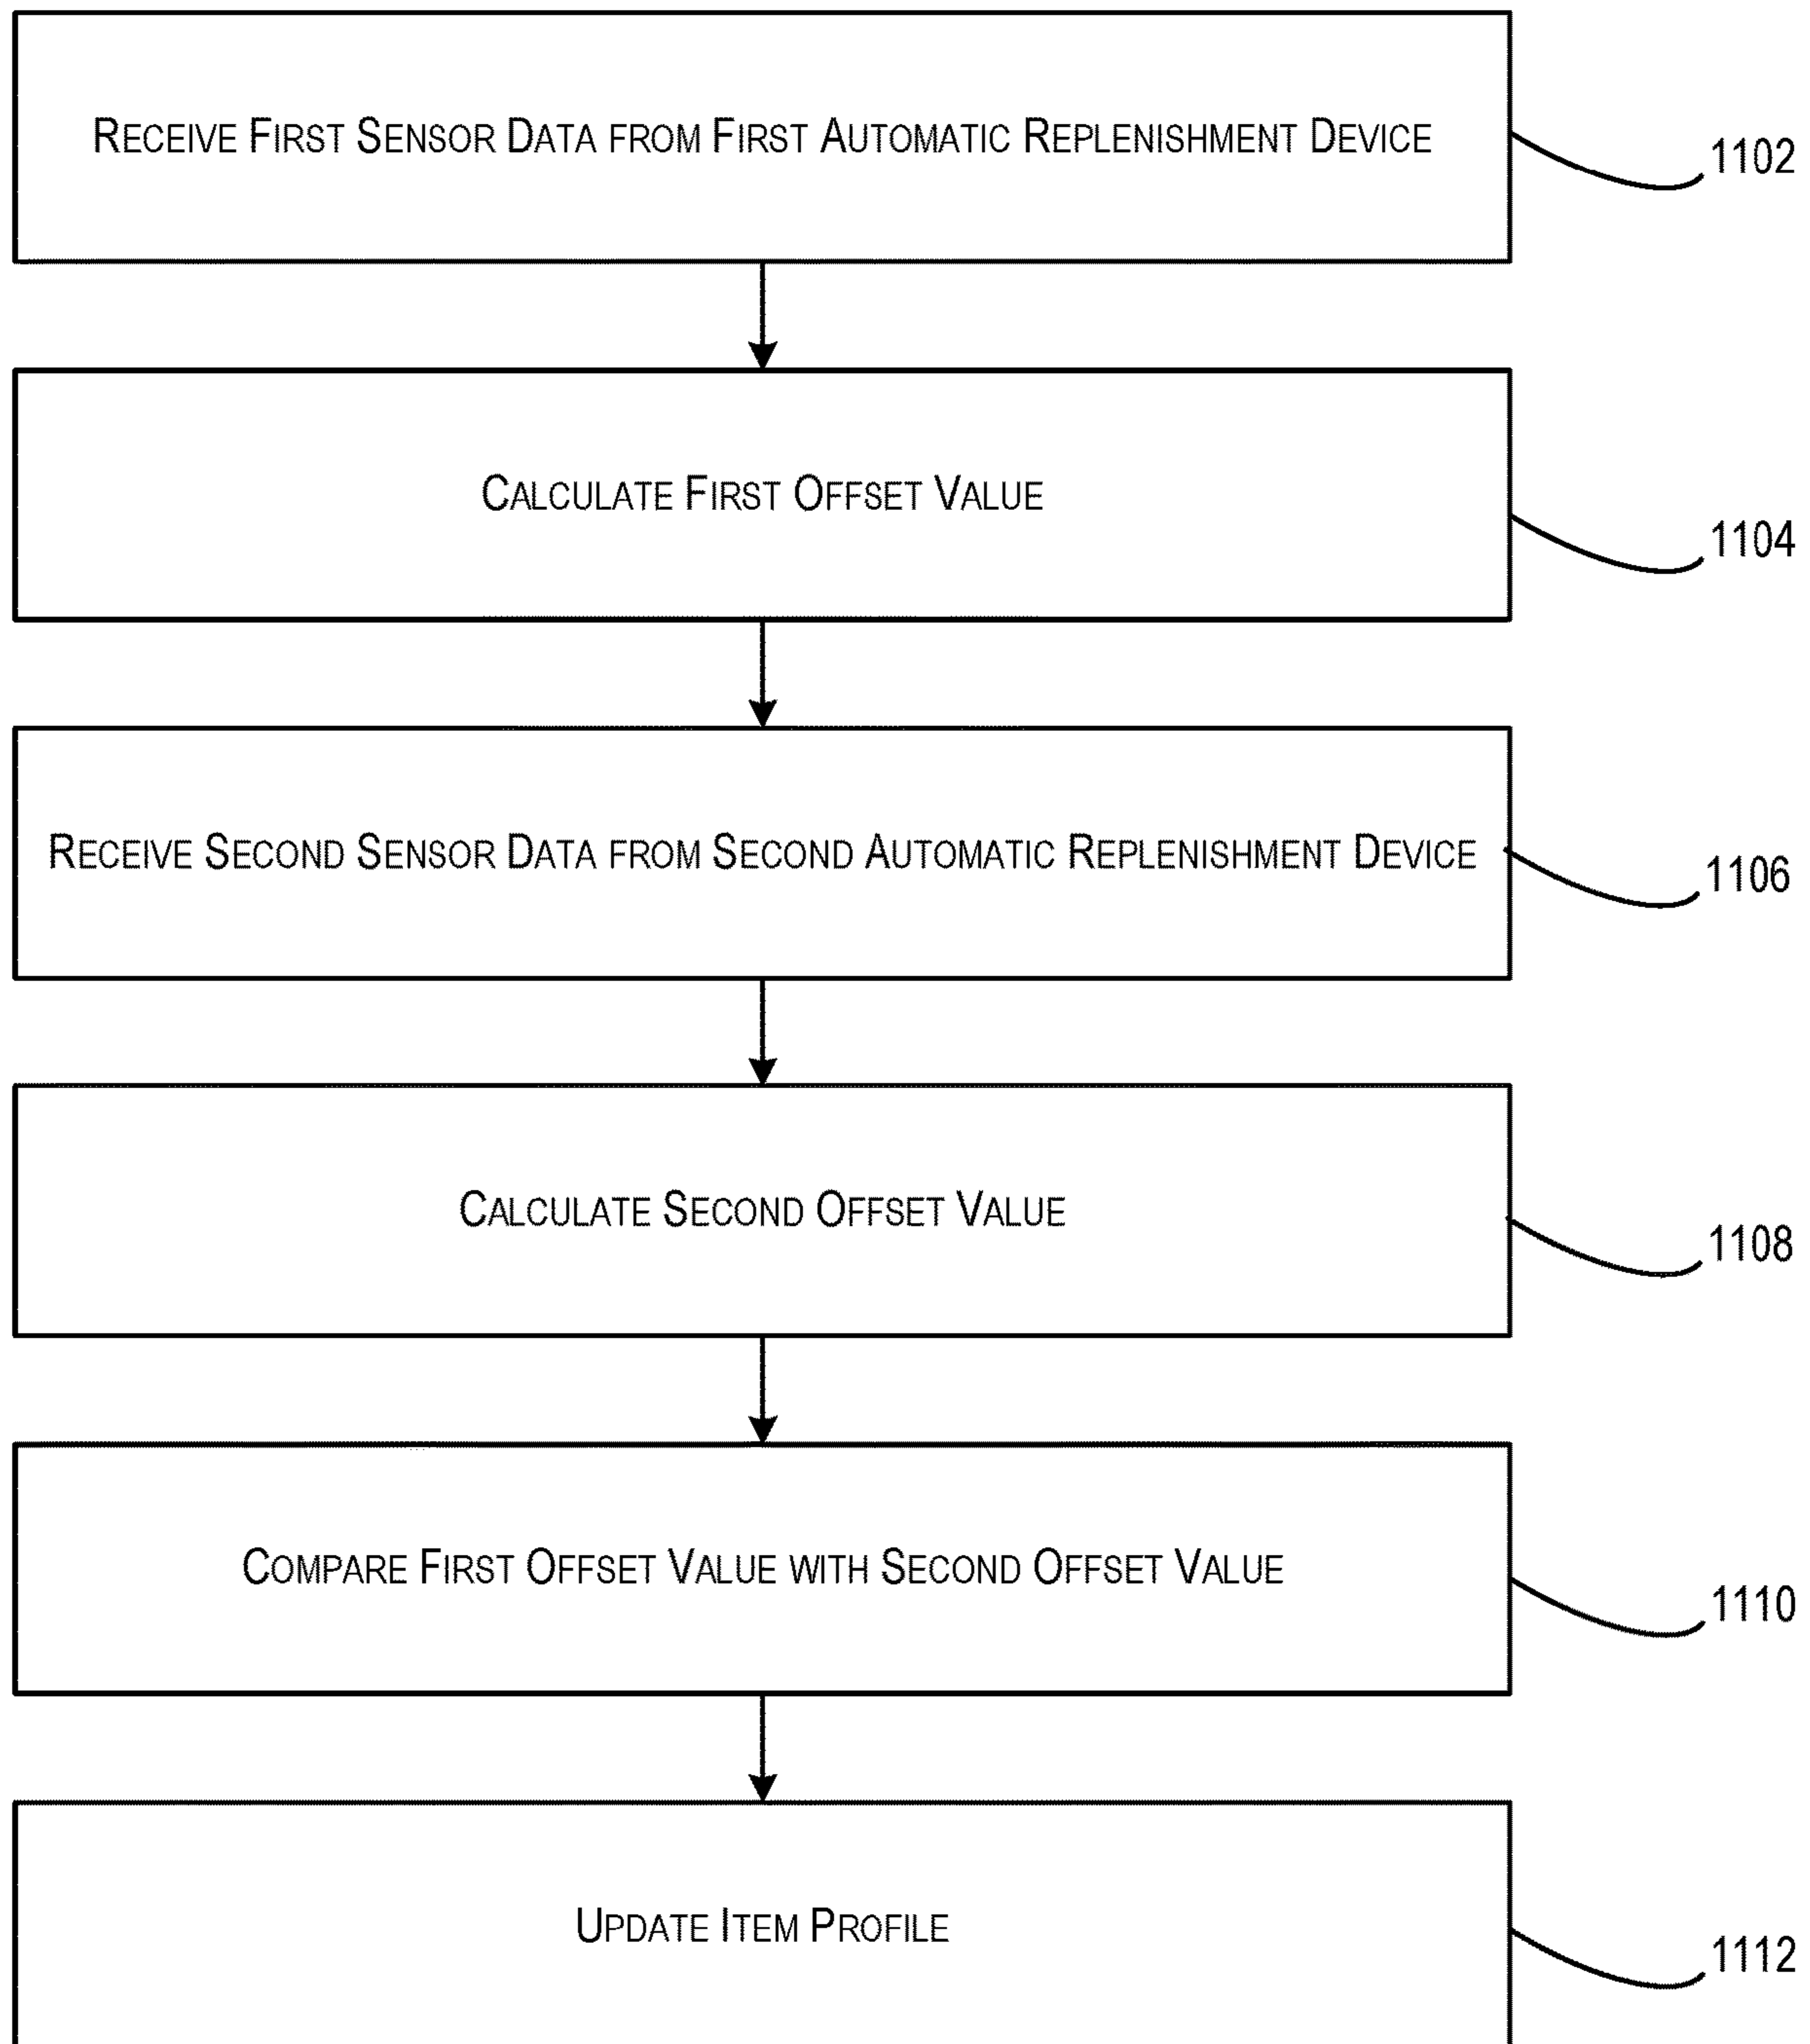 RECEIVE FIRST SENSOR DATA FROM FIRST AUTOMATIC REPLENISHMENT DEVICE
1102
CALCULATE FIRST OFFSET VALUE
1104
RECEIVE SECOND SENSOR DATA FROM SECOND AUTOMATIC REPLENISHMENT DEVICE
1106
CALCULATE SECOND OFFSET VALUE
1108
COMPARE FIRST OFFSET VALUE WITH SECOND OFFSET VALUE
1110
UPDATE ITEM PROFILE
1112